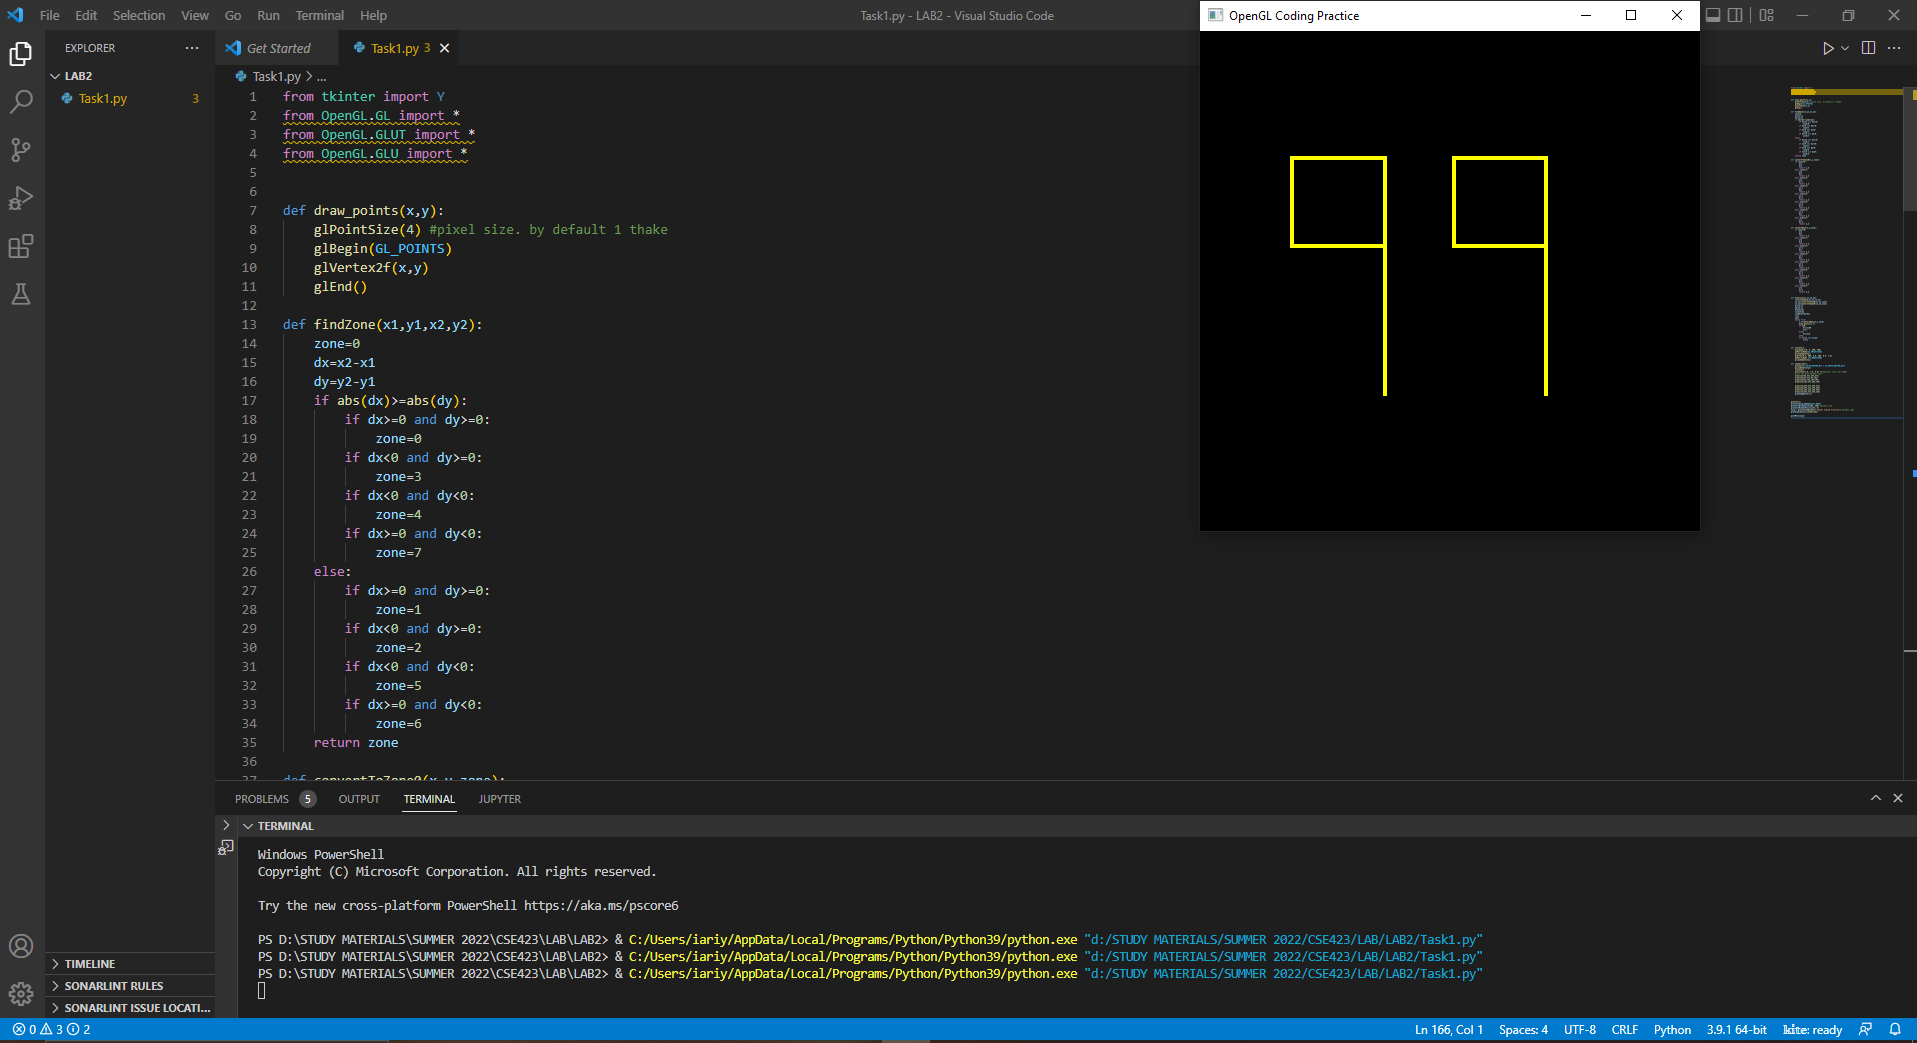 File Edit Selection View Go Run Terminal Help
Task1.py - LAB2 - Visual Studio Code
OpenGL Coding Practice
EXPLORER
LAB2
Task1.py 3
Get Started
Task1.py 3
Task1.py > ...
1 from tkinter import Y
2 from OpenGL.GL import *
3 from OpenGL.GLUT import *
4 from OpenGL.GLU import *
5
6
7 def draw_points(x,y):
8 glPointSize(4) #pixel size. by default 1 thake
9 glBegin(GL_POINTS)
10 glVertex2f(x,y)
11 glEnd()
12
13 def findZone(x1,y1,x2,y2):
14 zone=0
15 dx=x2-x1
16 dy=y2-y1
17 if abs(dx)>=abs(dy):
18 if dx>=0 and dy>=0:
19 zone=0
20 if dx<0 and dy>=0:
21 zone=3
22 if dx<0 and dy<0:
23 zone=4
24 if dx>=0 and dy<0:
25 zone=7
26 else:
27 if dx>=0 and dy>=0:
28 zone=1
29 if dx<0 and dy>=0:
30 zone=2
31 if dx<0 and dy<0:
32 zone=5
33 if dx>=0 and dy<0:
34 zone=6
35 return zone
36
37 def convertToZone0(x,y,zone):
99
PROBLEMS 5 OUTPUT TERMINAL JUPYTER
TERMINAL
Windows PowerShell
Copyright (C) Microsoft Corporation. All rights reserved.
Try the new cross-platform PowerShell https://aka.ms/pscore6
PS D:\STUDY MATERIALS\SUMMER 2022\CSE423\LAB\LAB2> & C:/Users/iariy/AppData/Local/Programs/Python/Python39/python.exe "d:/STUDY MATERIALS/SUMMER 2022/CSE423/LAB/LAB2/Task1.py"
PS D:\STUDY MATERIALS\SUMMER 2022\CSE423\LAB\LAB2> & C:/Users/iariy/AppData/Local/Programs/Python/Python39/python.exe "d:/STUDY MATERIALS/SUMMER 2022/CSE423/LAB/LAB2/Task1.py"
PS D:\STUDY MATERIALS\SUMMER 2022\CSE423\LAB\LAB2> & C:/Users/iariy/AppData/Local/Programs/Python/Python39/python.exe "d:/STUDY MATERIALS/SUMMER 2022/CSE423/LAB/LAB2/Task1.py"
TIMELINE
SONARLINT RULES
SONARLINT ISSUE LOCATI...
0 3 2
Ln 166, Col 1 Spaces: 4 UTF-8 CRLF Python 3.9.1 64-bit kite: ready